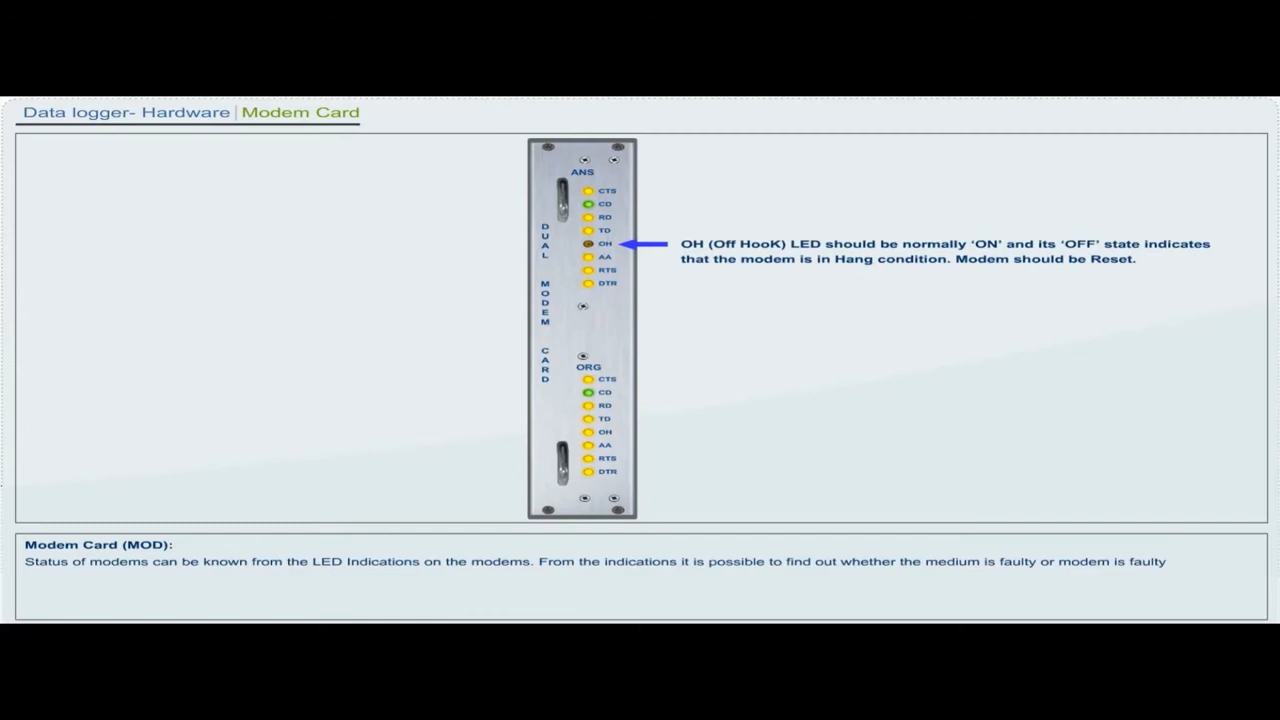 Data logger- Hardware | Modem Card
ANS
CTS
CD
RD
TD
OH
AA
RTS
DTR
DUAL MODEM CARD
OH (Off HooK) LED should be normally ‘ON’ and its ‘OFF’ state indicates
that the modem is in Hang condition. Modem should be Reset.
ORG
CTS
CD
RD
TD
OH
AA
RTS
DTR
Modem Card (MOD):
Status of modems can be known from the LED Indications on the modems. From the indications it is possible to find out whether the medium is faulty or modem is faulty